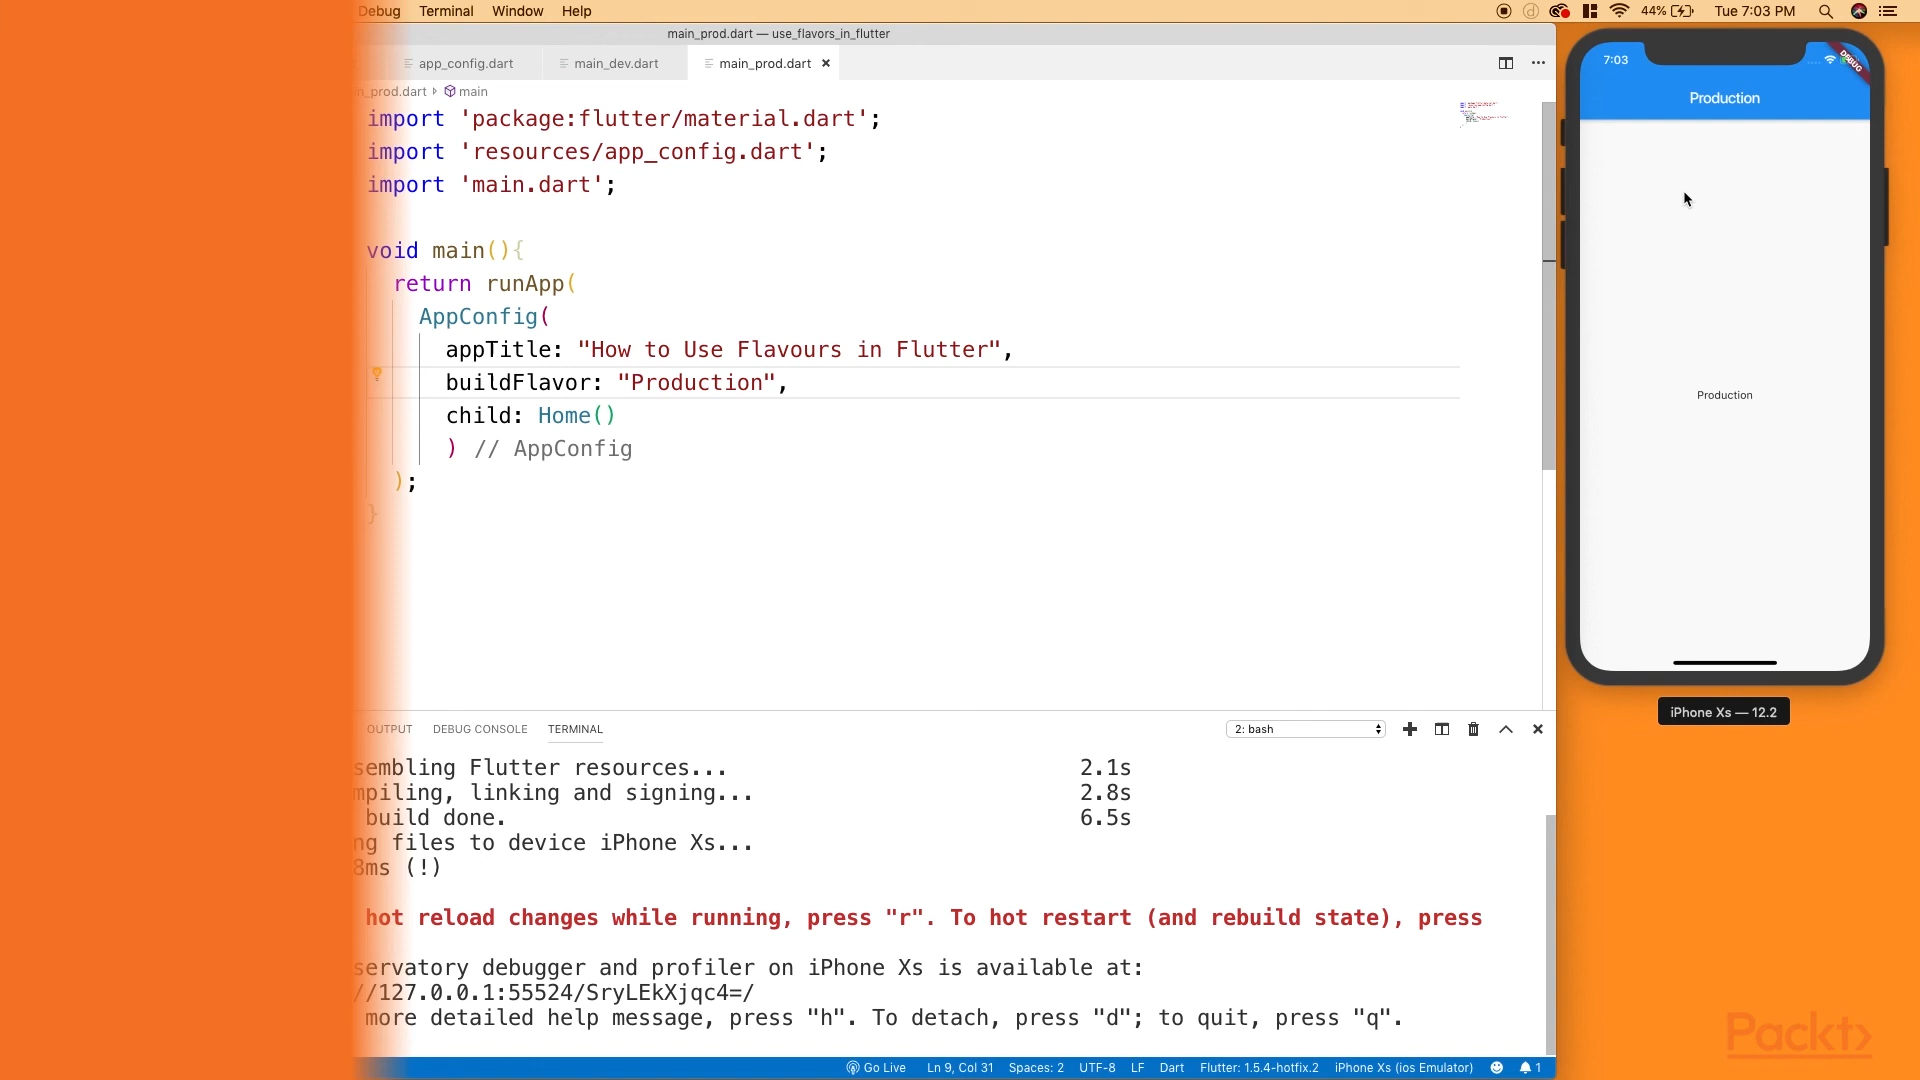 Debug Terminal Window Help
44% Tue 7:03 PM
main_prod.dart — use_flavors_in_flutter
app_config.dart main_dev.dart main_prod.dart
n_prod.dart main
import 'package:flutter/material.dart';
import 'resources/app_config.dart';
import 'main.dart';
void main(){
return runApp(
AppConfig(
appTitle: "How to Use Flavours in Flutter",
buildFlavor: "Production",
child: Home()
) // AppConfig
);
}
7:03
DEBUG
Production
Production
iPhone Xs — 12.2
OUTPUT DEBUG CONSOLE TERMINAL
2: bash
sembling Flutter resources... 2.1s
mpiling, linking and signing... 2.8s
build done. 6.5s
ng files to device iPhone Xs...
8ms (!)
hot reload changes while running, press "r". To hot restart (and rebuild state), press
servatory debugger and profiler on iPhone Xs is available at:
//127.0.0.1:55524/SryLEkXjqc4=/
more detailed help message, press "h". To detach, press "d"; to quit, press "q".
Go Live Ln 9, Col 31 Spaces: 2 UTF-8 LF Dart Flutter: 1.5.4-hotfix.2 iPhone Xs (ios Emulator) 1
Packt>